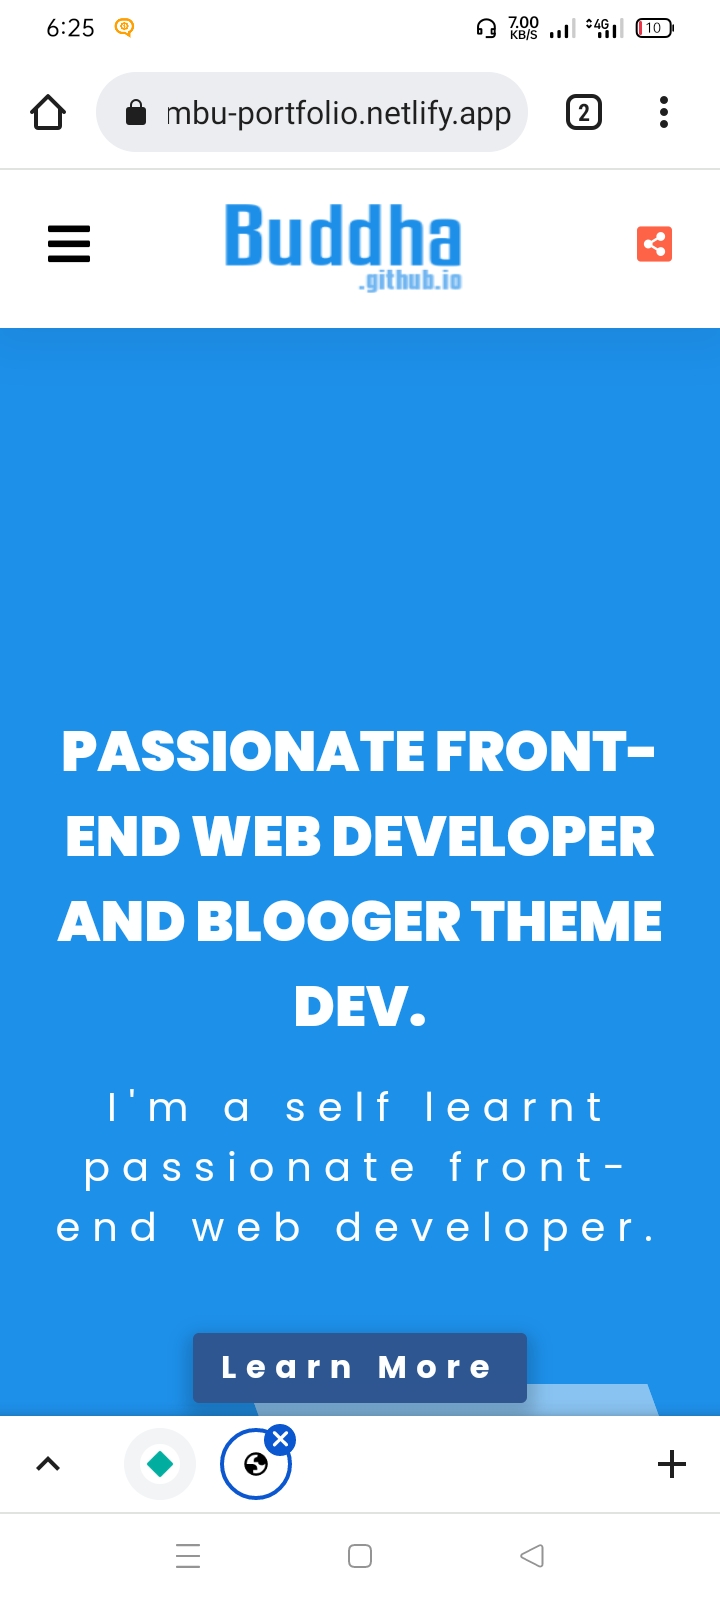 6:25
7.00
KB/S
4G
10
mbu-portfolio.netlify.app
2
Buddha
.github.io
PASSIONATE FRONT-
END WEB DEVELOPER
AND BLOOGER THEME
DEV.
I'm a self learnt
passionate front-
end web developer.
Learn More